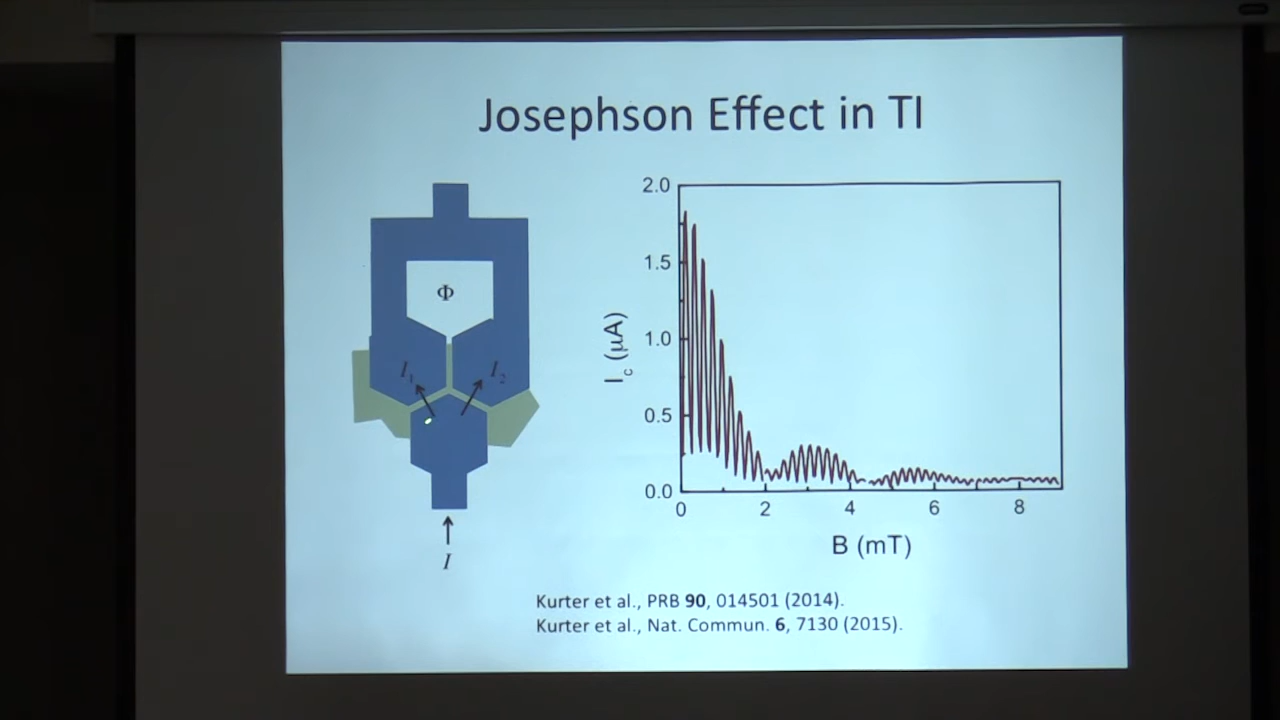 Josephson Effect in TI
Φ
I₁
I₂
I
2.0
1.5
1.0
0.5
0.0
I_c (μA)
0 2 4 6 8
B (mT)
Kurter et al., PRB 90, 014501 (2014).
Kurter et al., Nat. Commun. 6, 7130 (2015).